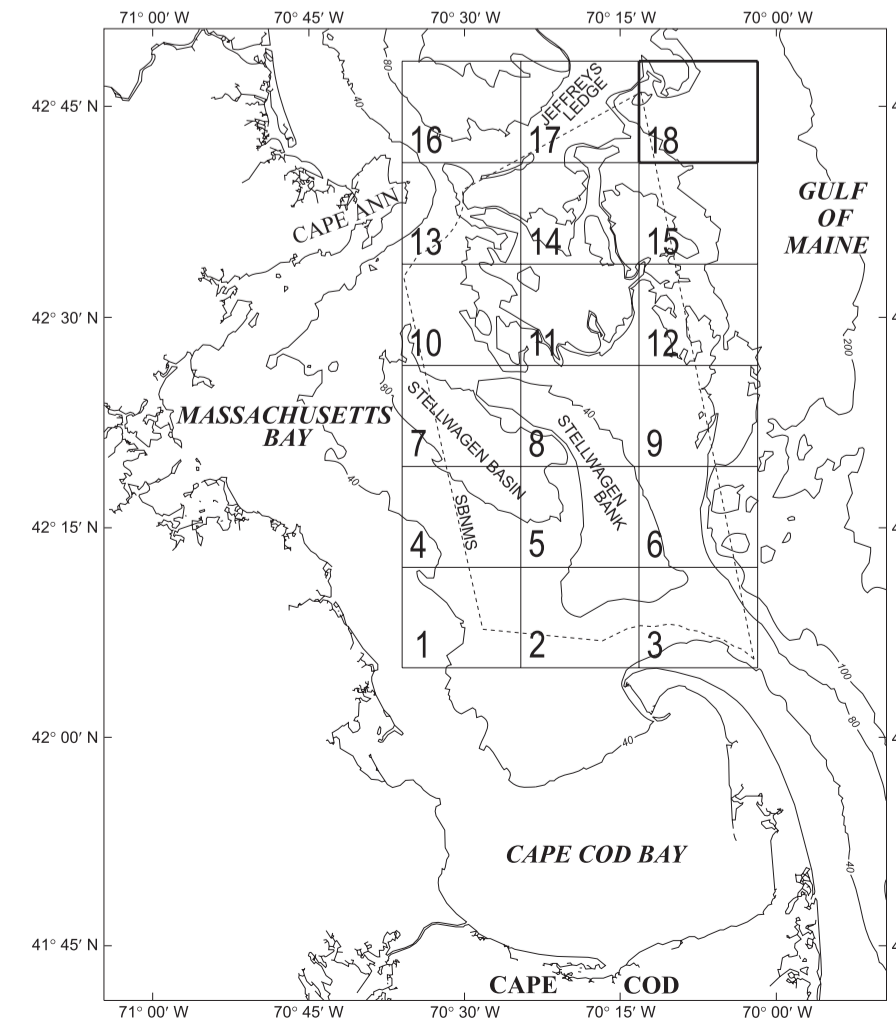 71° 00′ W 70° 45′ W 70° 30′ W 70° 15′ W 70° 00′ W
42° 45′ N
42° 30′ N
42° 15′ N
42° 00′ N
41° 45′ N
80
40
JEFFREYS
LEDGE
16 17 18
CAPE ANN
GULF
OF
MAINE
13 14 15
10 11 12
200
80
40
MASSACHUSETTS
BAY
STELLWAGEN BASIN
STELLWAGEN
BANK
7 8 9
40
SBNMS
4 5 6
1 2 3
100
80
40
40
CAPE COD BAY
CAPE COD
71° 00′ W 70° 45′ W 70° 30′ W 70° 15′ W 70° 00′ W